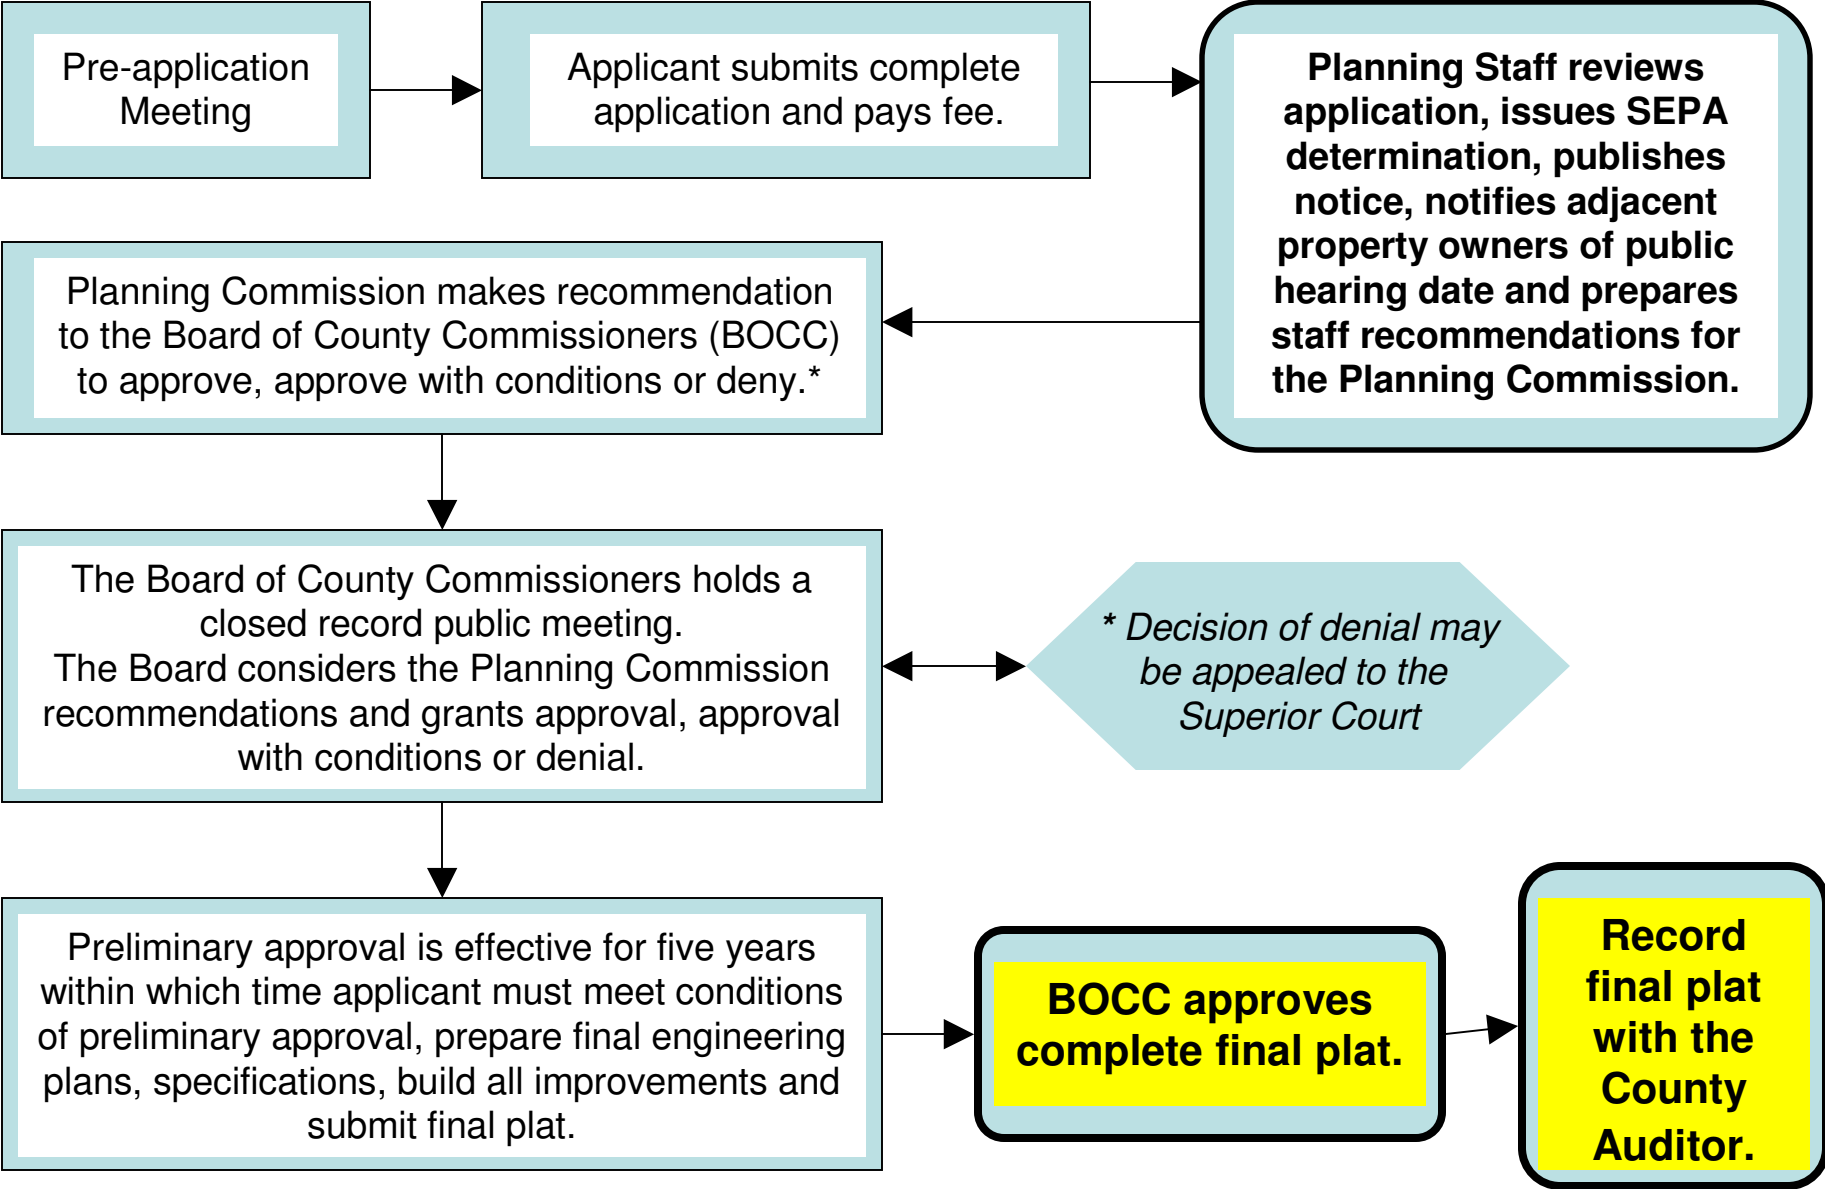 Pre-application
Meeting
Applicant submits complete
application and pays fee.
Planning Staff reviews
application, issues SEPA
determination, publishes
notice, notifies adjacent
property owners of public
hearing date and prepares
staff recommendations for
the Planning Commission.
Planning Commission makes recommendation
to the Board of County Commissioners (BOCC)
to approve, approve with conditions or deny.*
The Board of County Commissioners holds a
closed record public meeting.
The Board considers the Planning Commission
recommendations and grants approval, approval
with conditions or denial.
* Decision of denial may
be appealed to the
Superior Court
Preliminary approval is effective for five years
within which time applicant must meet conditions
of preliminary approval, prepare final engineering
plans, specifications, build all improvements and
submit final plat.
BOCC approves
complete final plat.
Record
final plat
with the
County
Auditor.